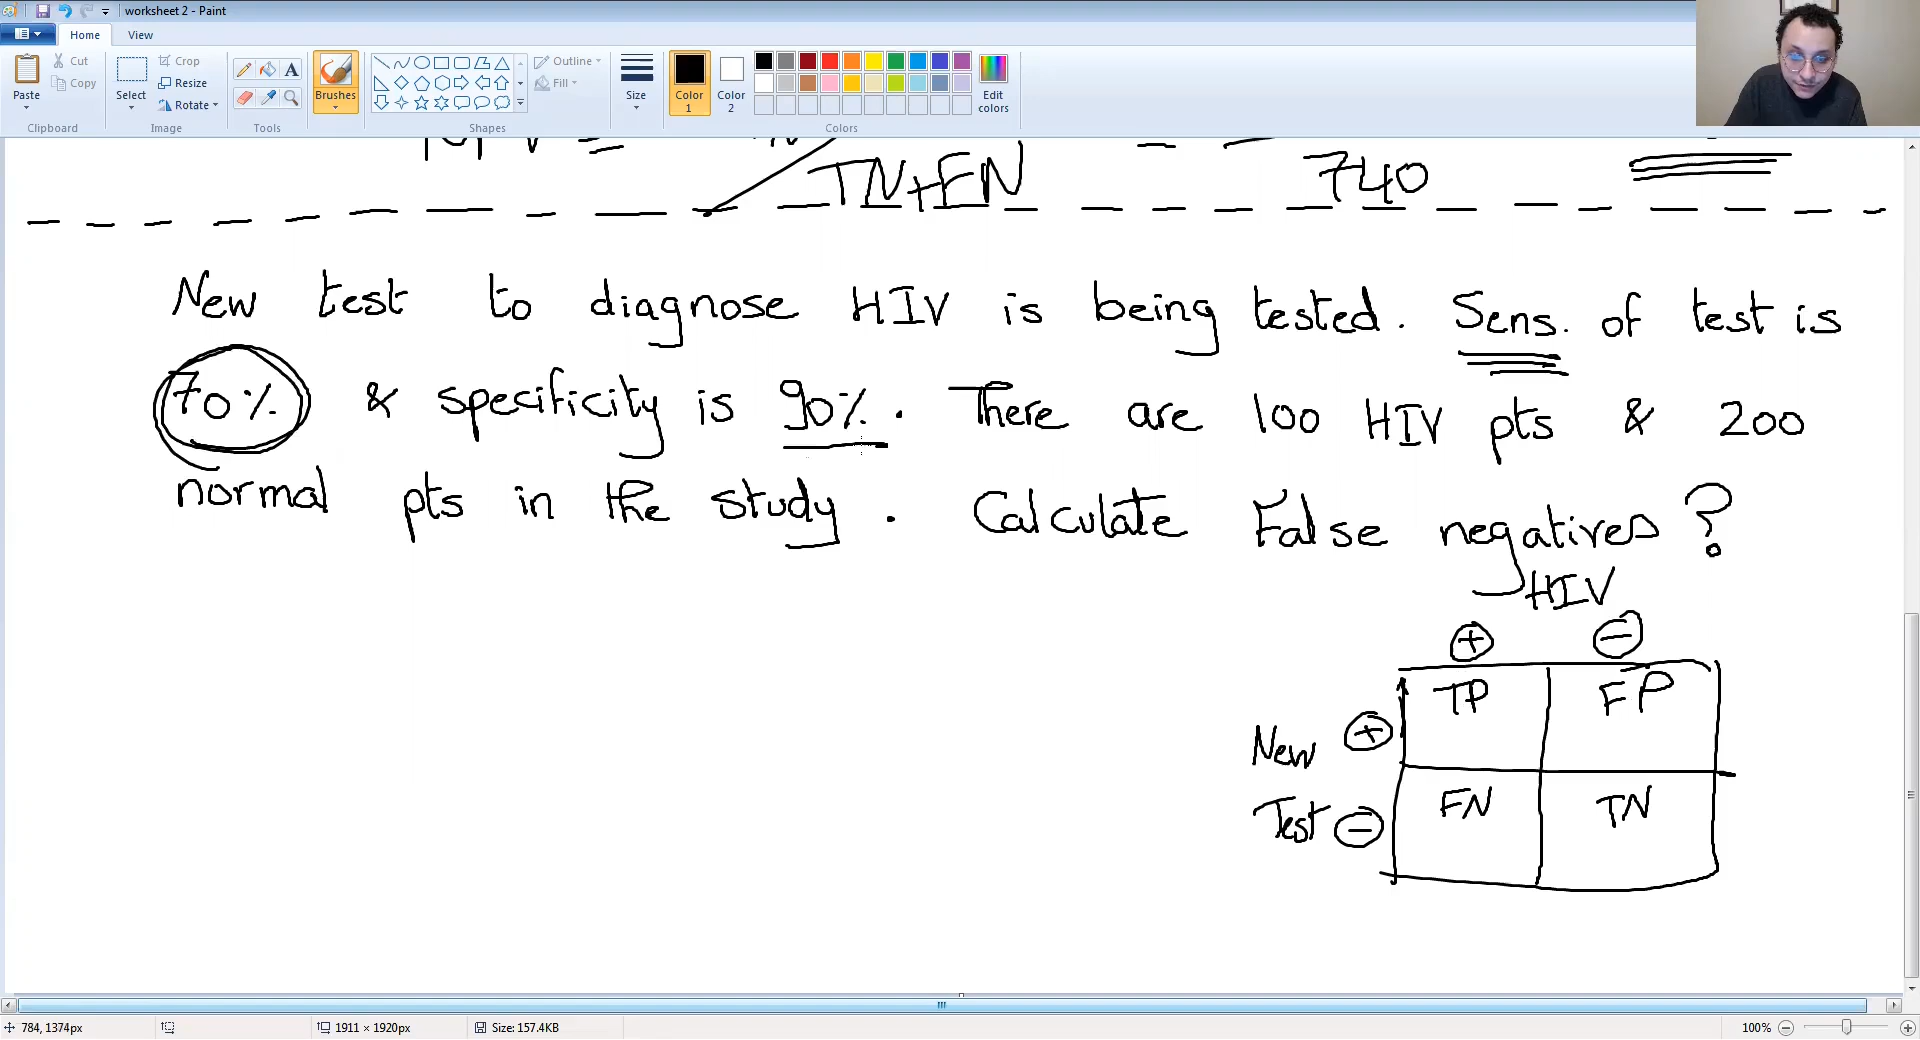 worksheet 2 - Paint
Home View
Cut
Copy
Paste
Clipboard
Crop
Resize
Rotate
Select
Image
A
Tools
Brushes
Outline
Fill
Shapes
Size
Color 1
Color 2
Edit colors
Colors
TN+FN
740
New test to diagnose HIV is being tested. Sens. of test is
70% & specificity is 90%. There are 100 HIV pts & 200
normal pts in the study. Calculate False negatives?
HIV
+ −
TP FP
New +
Test −
FN TN
784, 1374px
1911 × 1920px
Size: 157.4KB
100%